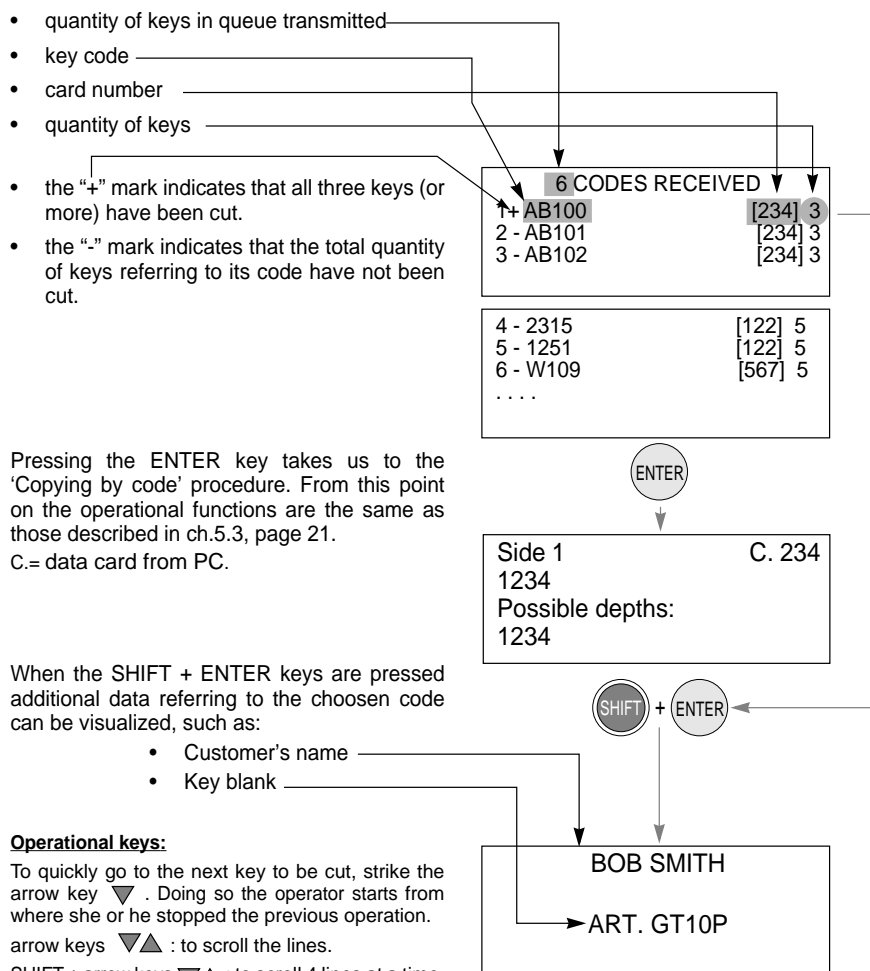 • quantity of keys in queue transmitted
• key code
• card number
• quantity of keys
• the “+” mark indicates that all three keys (or
more) have been cut.
• the “-” mark indicates that the total quantity
of keys referring to its code have not been
cut.
6 CODES RECEIVED
1+ AB100 [234] 3
2 - AB101 [234] 3
3 - AB102 [234] 3
4 - 2315 [122] 5
5 - 1251 [122] 5
6 - W109 [567] 5
. . . .
Pressing the ENTER key takes us to the
‘Copying by code’ procedure. From this point
on the operational functions are the same as
those described in ch.5.3, page 21.
C.= data card from PC.
ENTER
Side 1 C. 234
1234
Possible depths:
1234
When the SHIFT + ENTER keys are pressed
additional data referring to the choosen code
can be visualized, such as:
• Customer’s name
• Key blank
SHIFT + ENTER
Operational keys:
To quickly go to the next key to be cut, strike the
arrow key ▼ . Doing so the operator starts from
where she or he stopped the previous operation.
arrow keys ▼▲ : to scroll the lines.
SHIFT + arrow keys ▼▲ : to scroll 4 lines at a time.
BOB SMITH
ART. GT10P